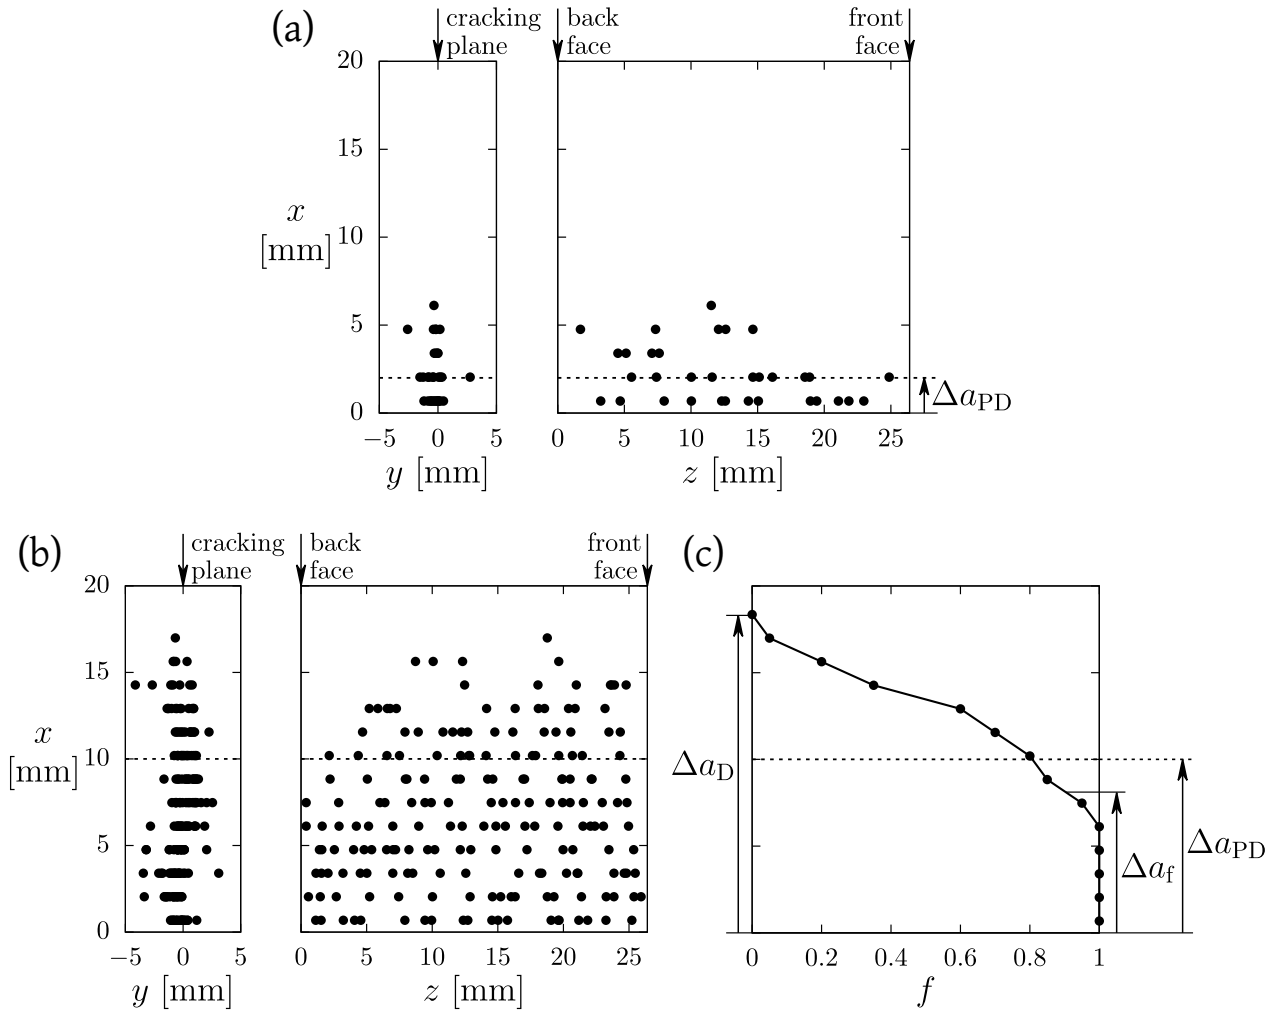 (a)
cracking
plane
back
face
front
face
20
15
10
5
0
x
[mm]
Δa_PD
−5 0 5
0 5 10 15 20 25
y [mm]
z [mm]
(b)
cracking
plane
back
face
front
face
(c)
20
15
10
5
0
x
[mm]
Δa_D
Δa_PD
Δa_f
−5 0 5
0 5 10 15 20 25
0 0.2 0.4 0.6 0.8 1
y [mm]
z [mm]
f